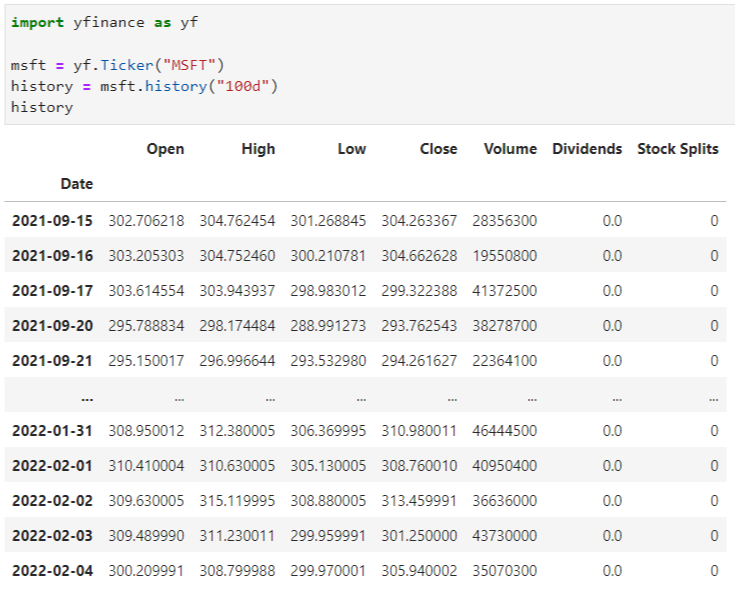 import yfinance as yf
msft = yf.Ticker("MSFT")
history = msft.history("100d")
history
Open High Low Close Volume Dividends Stock Splits
Date
2021-09-15 302.706218 304.762454 301.268845 304.263367 28356300 0.0 0
2021-09-16 303.205303 304.752460 300.210781 304.662628 19550800 0.0 0
2021-09-17 303.614554 303.943937 298.983012 299.322388 41372500 0.0 0
2021-09-20 295.788834 298.174484 288.991273 293.762543 38278700 0.0 0
2021-09-21 295.150017 296.996644 293.532980 294.261627 22364100 0.0 0
... ... ... ... ... ... ... ...
2022-01-31 308.950012 312.380005 306.369995 310.980011 46444500 0.0 0
2022-02-01 310.410004 310.630005 305.130005 308.760010 40950400 0.0 0
2022-02-02 309.630005 315.119995 308.880005 313.459991 36636000 0.0 0
2022-02-03 309.489990 311.230011 299.959991 301.250000 43730000 0.0 0
2022-02-04 300.209991 308.799988 299.970001 305.940002 35070300 0.0 0